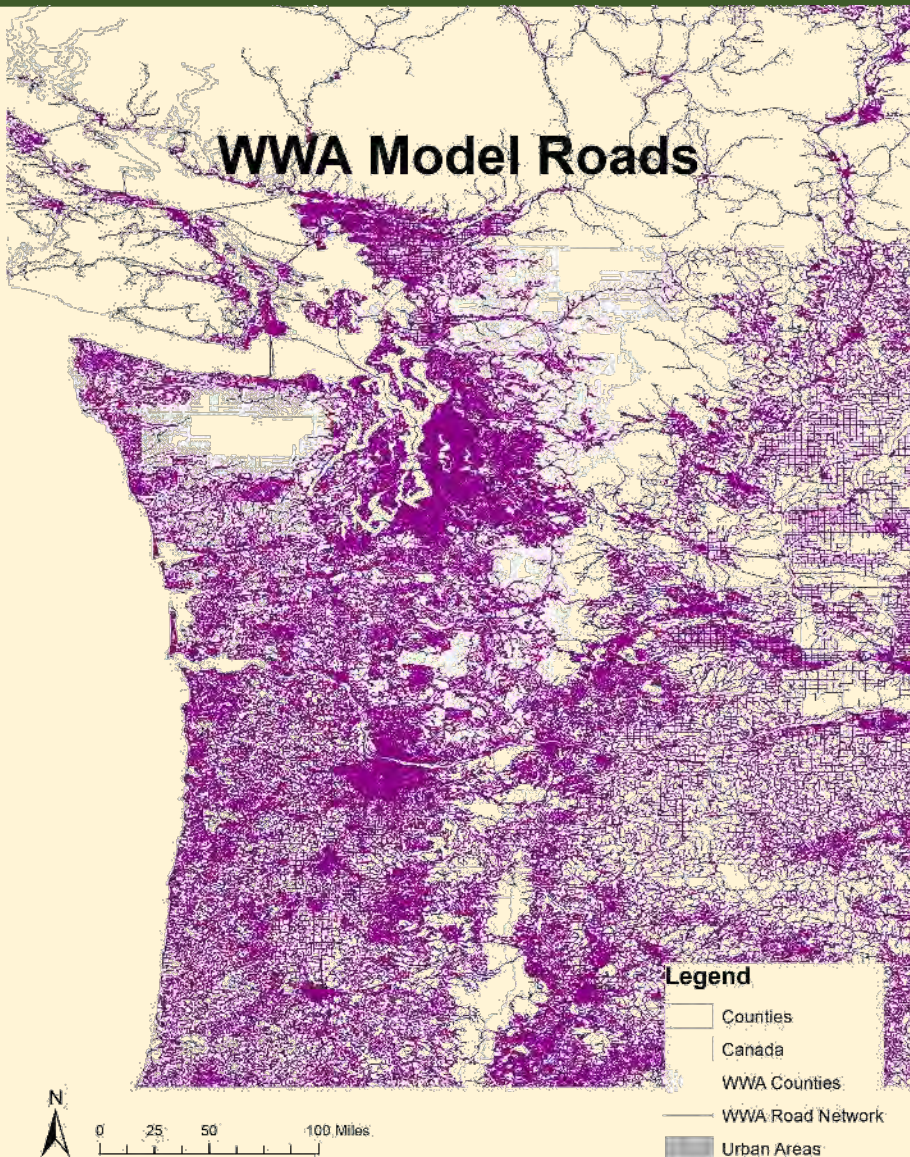 WWA Model Roads
Legend
Counties
Canada
WWA Counties
WWA Road Network
Urban Areas
N
0 25 50 100 Miles